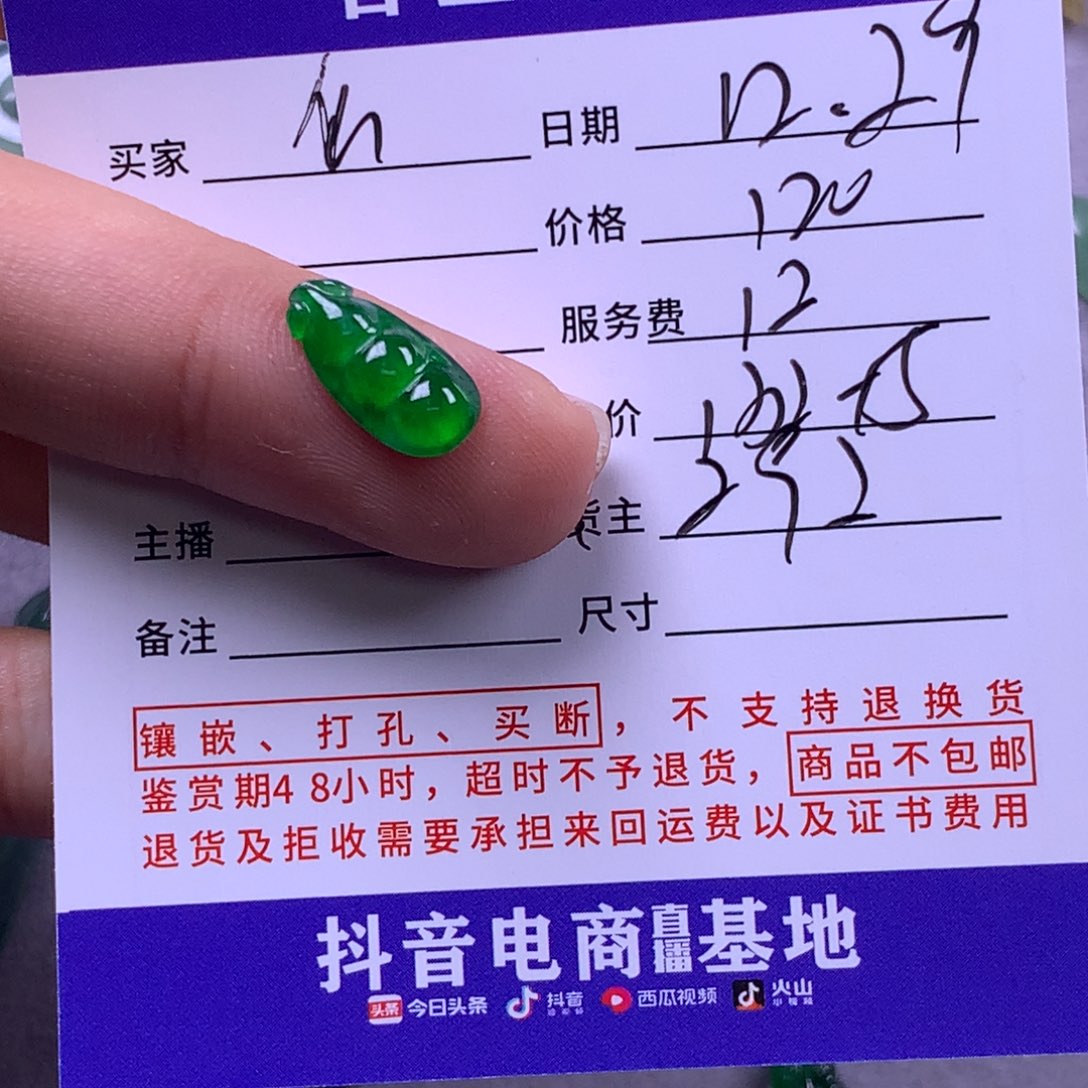 买家 日期 12.29
价格 1200
服务费 12
价
主播 货主 292
备注 尺寸
镶嵌、打孔、买断，不支持退换货
鉴赏期48小时，超时不予退货，商品不包邮
退货及拒收需要承担来回运费以及证书费用
抖音电商直播基地
头条 今日头条 抖音 西瓜视频 火山